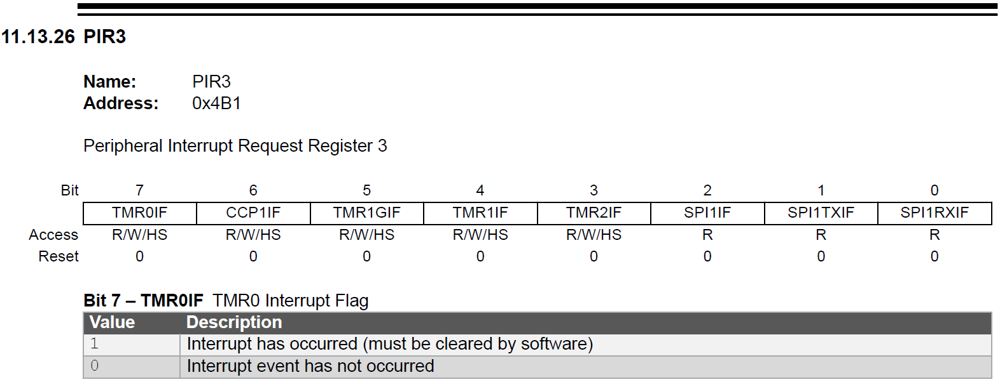 11.13.26 PIR3
Name: PIR3
Address: 0x4B1
Peripheral Interrupt Request Register 3
Bit 7 6 5 4 3 2 1 0
TMR0IF CCP1IF TMR1GIF TMR1IF TMR2IF SPI1IF SPI1TXIF SPI1RXIF
Access R/W/HS R/W/HS R/W/HS R/W/HS R/W/HS R R R
Reset 0 0 0 0 0 0 0 0
Bit 7 – TMR0IF TMR0 Interrupt Flag
Value Description
1 Interrupt has occurred (must be cleared by software)
0 Interrupt event has not occurred